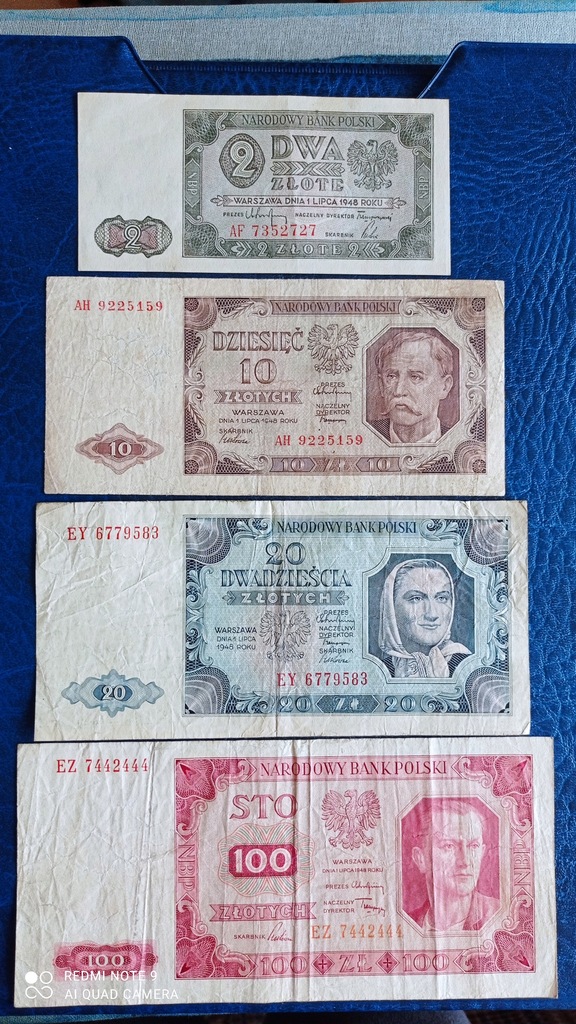 NARODOWY BANK POLSKI
2 DWA
ZŁOTE
NBP
NBP
WARSZAWA DNIA 1 LIPCA 1948 ROKU
PREZES NACZELNY DYREKTOR
AF 7352727 SKARBNIK
2
2 ZŁOTE 2
AH 9225159
NARODOWY BANK POLSKI
DZIESIĘĆ
10
ZŁOTYCH
PREZES
WARSZAWA
DNIA 1 LIPCA 1948 ROKU
NACZELNY
DYREKTOR
SKARBNIK
AH 9225159
10
10 ZŁ 10
EY 6779583
NARODOWY BANK POLSKI
20
DWADZIEŚCIA
ZŁOTYCH
PREZES
WARSZAWA
DNIA 1 LIPCA
1948 ROKU
NACZELNY
DYREKTOR
SKARBNIK
EY 6779583
20
20 ZŁ 20
EZ 7442444
NARODOWY BANK POLSKI
STO
100
NBP
NBP
WARSZAWA
DNIA 1 LIPCA 1948 ROKU
PREZES
ZŁOTYCH
NACZELNY
DYREKTOR
SKARBNIK
EZ 7442444
100
100 ZŁ 100
REDMI NOTE 9
AI QUAD CAMERA